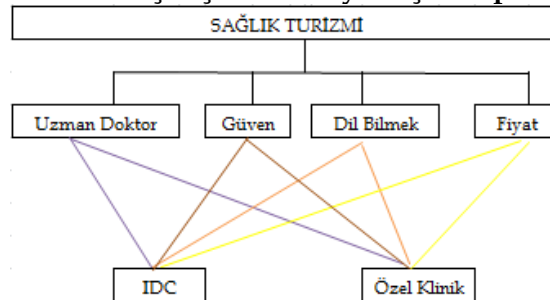 SAĞLIK TURİZMİ
Uzman Doktor Güven Dil Bilmek Fiyat
IDC Özel Klinik